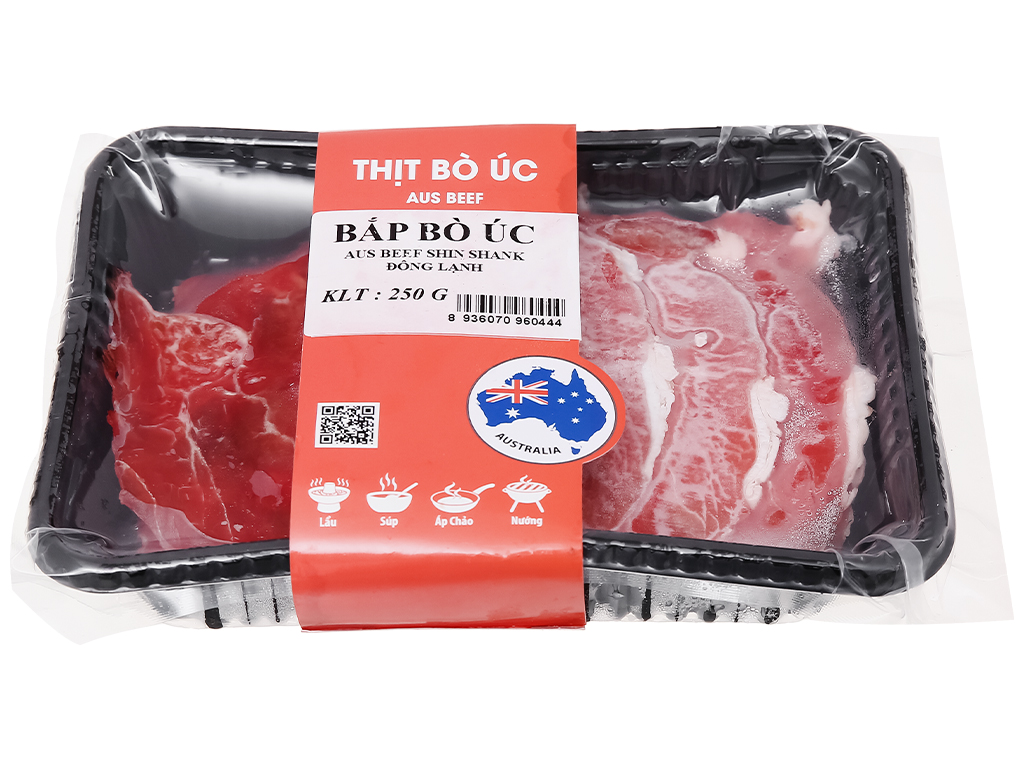 THỊT BÒ ÚC
AUS BEEF
BẮP BÒ ÚC
AUS BEEF SHIN SHANK
ĐÔNG LẠNH
KLT : 250 G
8 936070 960444
AUSTRALIA
Lẩu Súp Áp Chảo Nướng